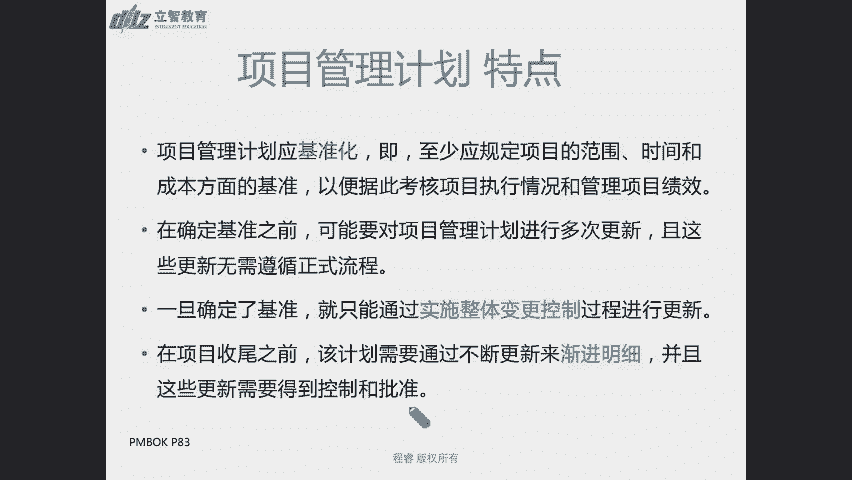 立智教育
项目管理计划 特点
• 项目管理计划应基准化，即，至少应规定项目的范围、时间和
成本方面的基准，以便据此考核项目执行情况和管理项目绩效。
• 在确定基准之前，可能要对项目管理计划进行多次更新，且这
些更新无需遵循正式流程。
• 一旦确定了基准，就只能通过实施整体变更控制过程进行更新。
• 在项目收尾之前，该计划需要通过不断更新来渐进明细，并且
这些更新需要得到控制和批准。
PMBOK P83
程睿 版权所有